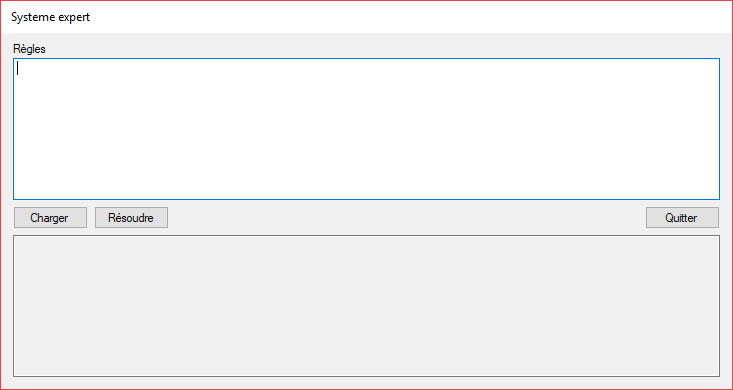 Systeme expert
Règles
Charger
Résoudre
Quitter